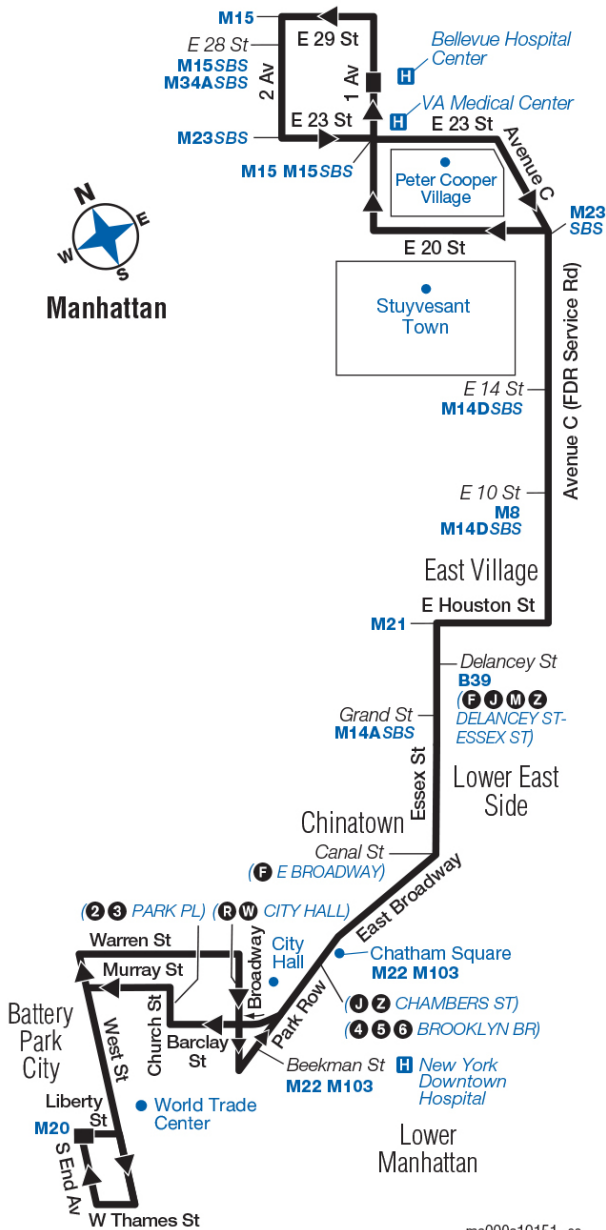 M15
E 28 St
M15SBS
M34ASBS
2 Av
E 29 St
1 Av
Bellevue Hospital
Center
H
VA Medical Center
H
E 23 St
E 23 St
M23SBS
M15 M15SBS
Avenue C
Peter Cooper
Village
M23
SBS
E 20 St
N
E
S
W
Manhattan
Stuyvesant
Town
Avenue C (FDR Service Rd)
E 14 St
M14DSBS
E 10 St
M8
M14DSBS
East Village
E Houston St
M21
Delancey St
B39
(F J M Z
DELANCEY ST-
ESSEX ST)
Grand St
M14ASBS
Essex St
Lower East
Side
Chinatown
Canal St
(F E BROADWAY)
East Broadway
(2 3 PARK PL)
(R W CITY HALL)
Warren St
Broadway
City
Hall
Chatham Square
M22 M103
Murray St
Park Row
(J Z CHAMBERS ST)
(4 5 6 BROOKLYN BR)
Battery
Park
City
West St
Church St
Barclay
St
Beekman St
M22 M103
H New York
Downtown
Hospital
Liberty
St
M20
World Trade
Center
Lower
Manhattan
S End Av
W Thames St